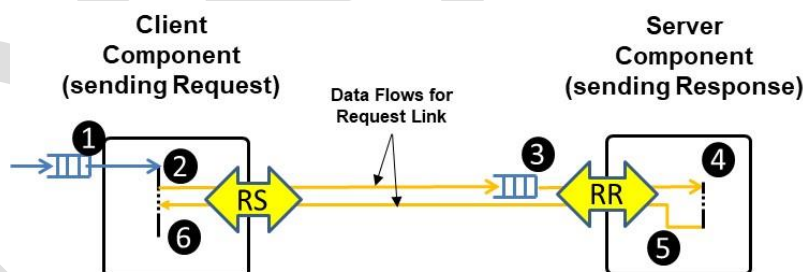 Client
Component
(sending Request)
Server
Component
(sending Response)
Data Flows for
Request Link
1
2
3
4
RS
RR
6
5